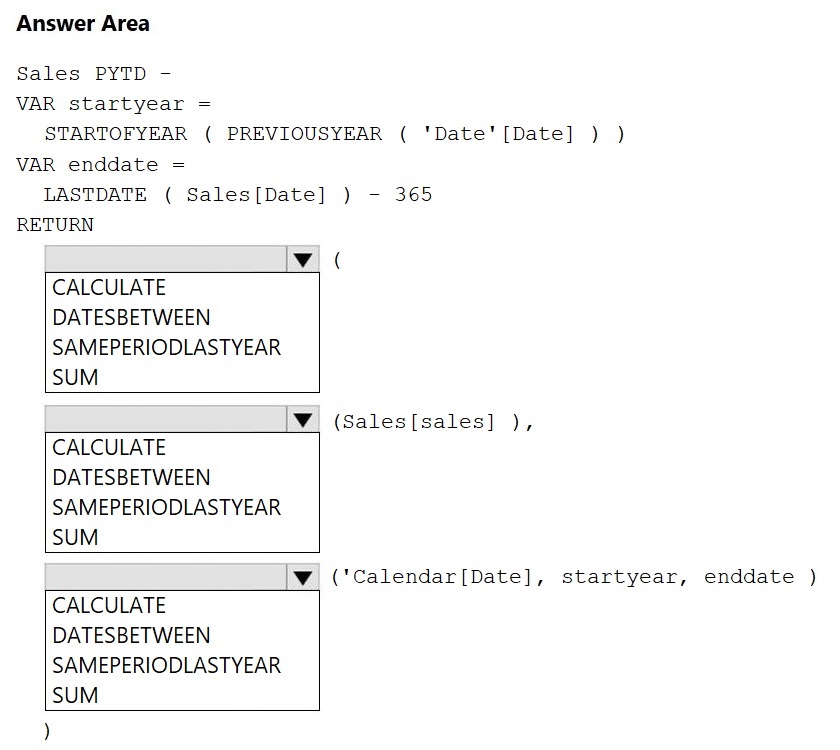 Answer Area
Sales PYTD -
VAR startyear =
STARTOFYEAR ( PREVIOUSYEAR ( 'Date'[Date] ) )
VAR enddate =
LASTDATE ( Sales[Date] ) - 365
RETURN
(
CALCULATE
DATESBETWEEN
SAMEPERIODLASTYEAR
SUM
(Sales[sales] ),
CALCULATE
DATESBETWEEN
SAMEPERIODLASTYEAR
SUM
('Calendar[Date], startyear, enddate )
CALCULATE
DATESBETWEEN
SAMEPERIODLASTYEAR
SUM
)